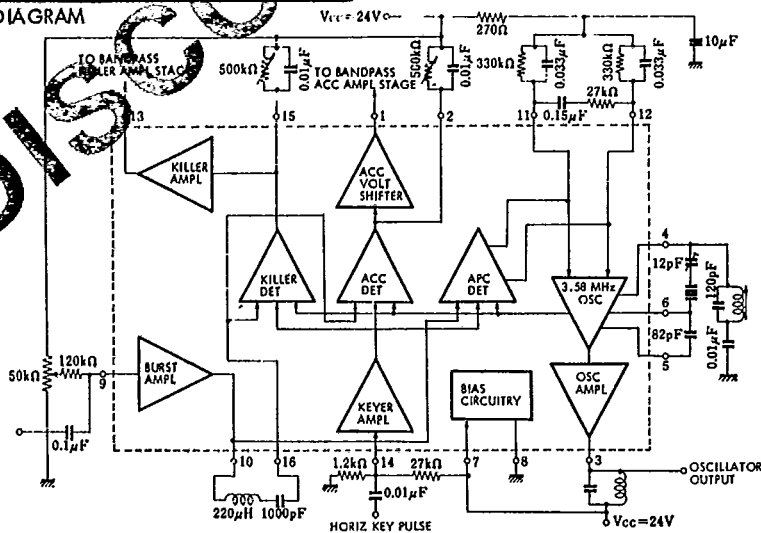 DIAGRAM
DISCO
Vcc = 24V
270Ω
10µF
TO BANDPASS
KILLER AMPL STAGE
500kΩ
0.01µF
TO BANDPASS
ACC AMPL STAGE
500kΩ
0.01µF
330kΩ
0.033µF
330kΩ
0.033µF
27kΩ
0.15µF
13
15
1
2
11
12
KILLER
AMPL
ACC
VOLT
SHIFTER
KILLER
DET
ACC
DET
APC
DET
3.58 MHz
OSC
4
12pF
120pF
6
82pF
0.01µF
5
50kΩ
120kΩ
9
BURST
AMPL
KEYER
AMPL
BIAS
CIRCUITRY
OSC
AMPL
0.1µF
10
16
1.2kΩ
14
27kΩ
7
8
3
220µH
1000pF
0.01µF
HORIZ KEY PULSE
OSCILLATOR
OUTPUT
Vcc = 24V